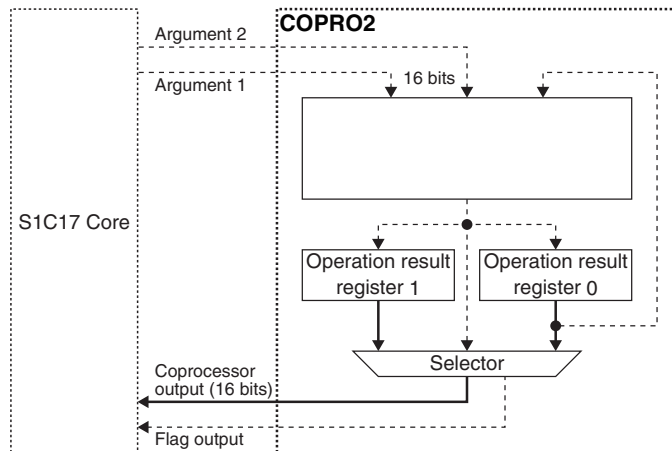 COPRO2
Argument 2
Argument 1
16 bits
S1C17 Core
Operation result
register 1
Operation result
register 0
Selector
Coprocessor
output (16 bits)
Flag output